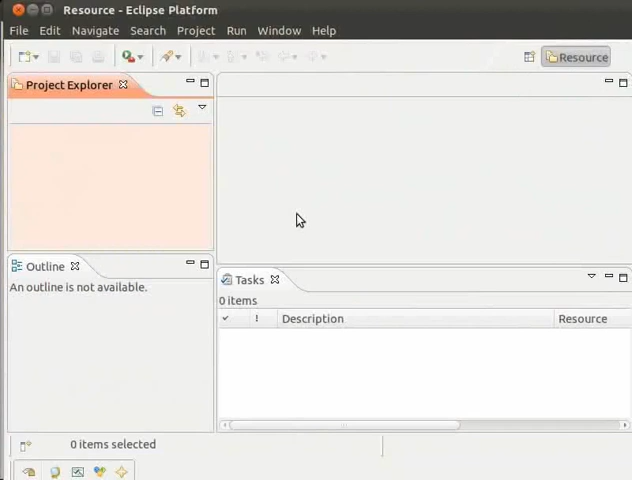 Resource - Eclipse Platform
File Edit Navigate Search Project Run Window Help
Resource
Project Explorer
Outline
An outline is not available.
Tasks
0 items
! Description Resource
0 items selected